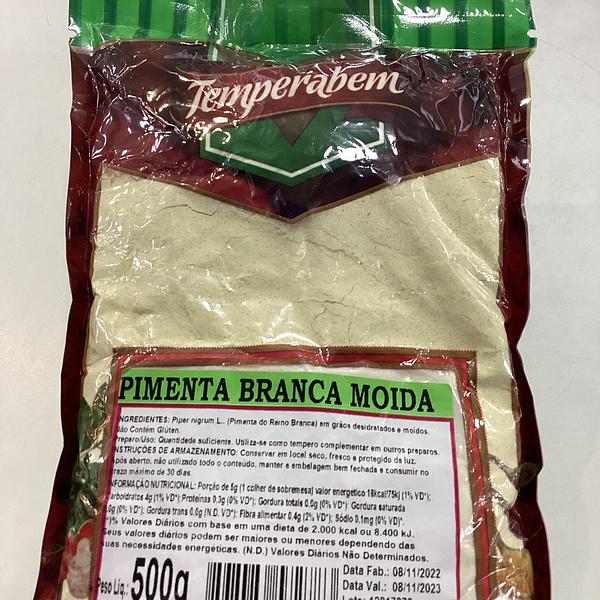 Temperabem
PIMENTA BRANCA MOIDA
INGREDIENTES: Piper nigrum L.. (Pimenta do Reino Branca) em grãos desidratados e moidos.
Não Contém Glúten.
Preparo/Uso: Quantidade suficiente. Utiliza-se como tempero complementar em outros preparos.
INSTRUÇÕES DE ARMAZENAMENTO: Conservar em local seco, fresco e protegido da luz.
Após aberto, não utilizado todo o conteúdo, manter a embalagem bem fechada e consumir no
prazo máximo de 30 dias.
INFORMAÇÃO NUTRICIONAL: Porção de 5g (1 colher de sobremesa) valor energetico 18kcal/75kj (1% VD*);
Carboidratos 4g (1% VD*); Proteinas 0.3g (0% VD*); Gordura totais 0.0g (0% VD*); Gordura saturada
0.0g (0% VD*); Gordura trans 0.0g (N.D. VD*); Fibra alimentar 0.4g (2% VD*); Sódio 0.1mg (0% VD*).
*)% Valores Diários com base em uma dieta de 2.000 kcal ou 8.400 kJ.
Seus valores diários podem ser maiores ou menores dependendo das
suas necessidades energéticas. (N.D.) Valores Diários Não Determinados.
Peso Líq.: 500g
Data Fab.: 08/11/2022
Data Val.: 08/11/2023